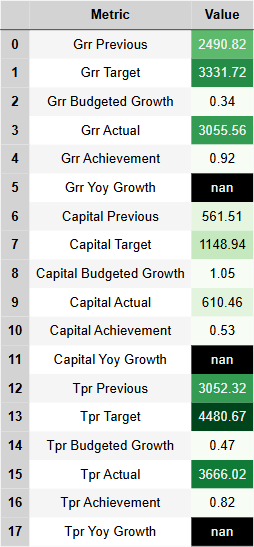 Metric Value
0 Grr Previous 2490.82
1 Grr Target 3331.72
2 Grr Budgeted Growth 0.34
3 Grr Actual 3055.56
4 Grr Achievement 0.92
5 Grr Yoy Growth nan
6 Capital Previous 561.51
7 Capital Target 1148.94
8 Capital Budgeted Growth 1.05
9 Capital Actual 610.46
10 Capital Achievement 0.53
11 Capital Yoy Growth nan
12 Tpr Previous 3052.32
13 Tpr Target 4480.67
14 Tpr Budgeted Growth 0.47
15 Tpr Actual 3666.02
16 Tpr Achievement 0.82
17 Tpr Yoy Growth nan